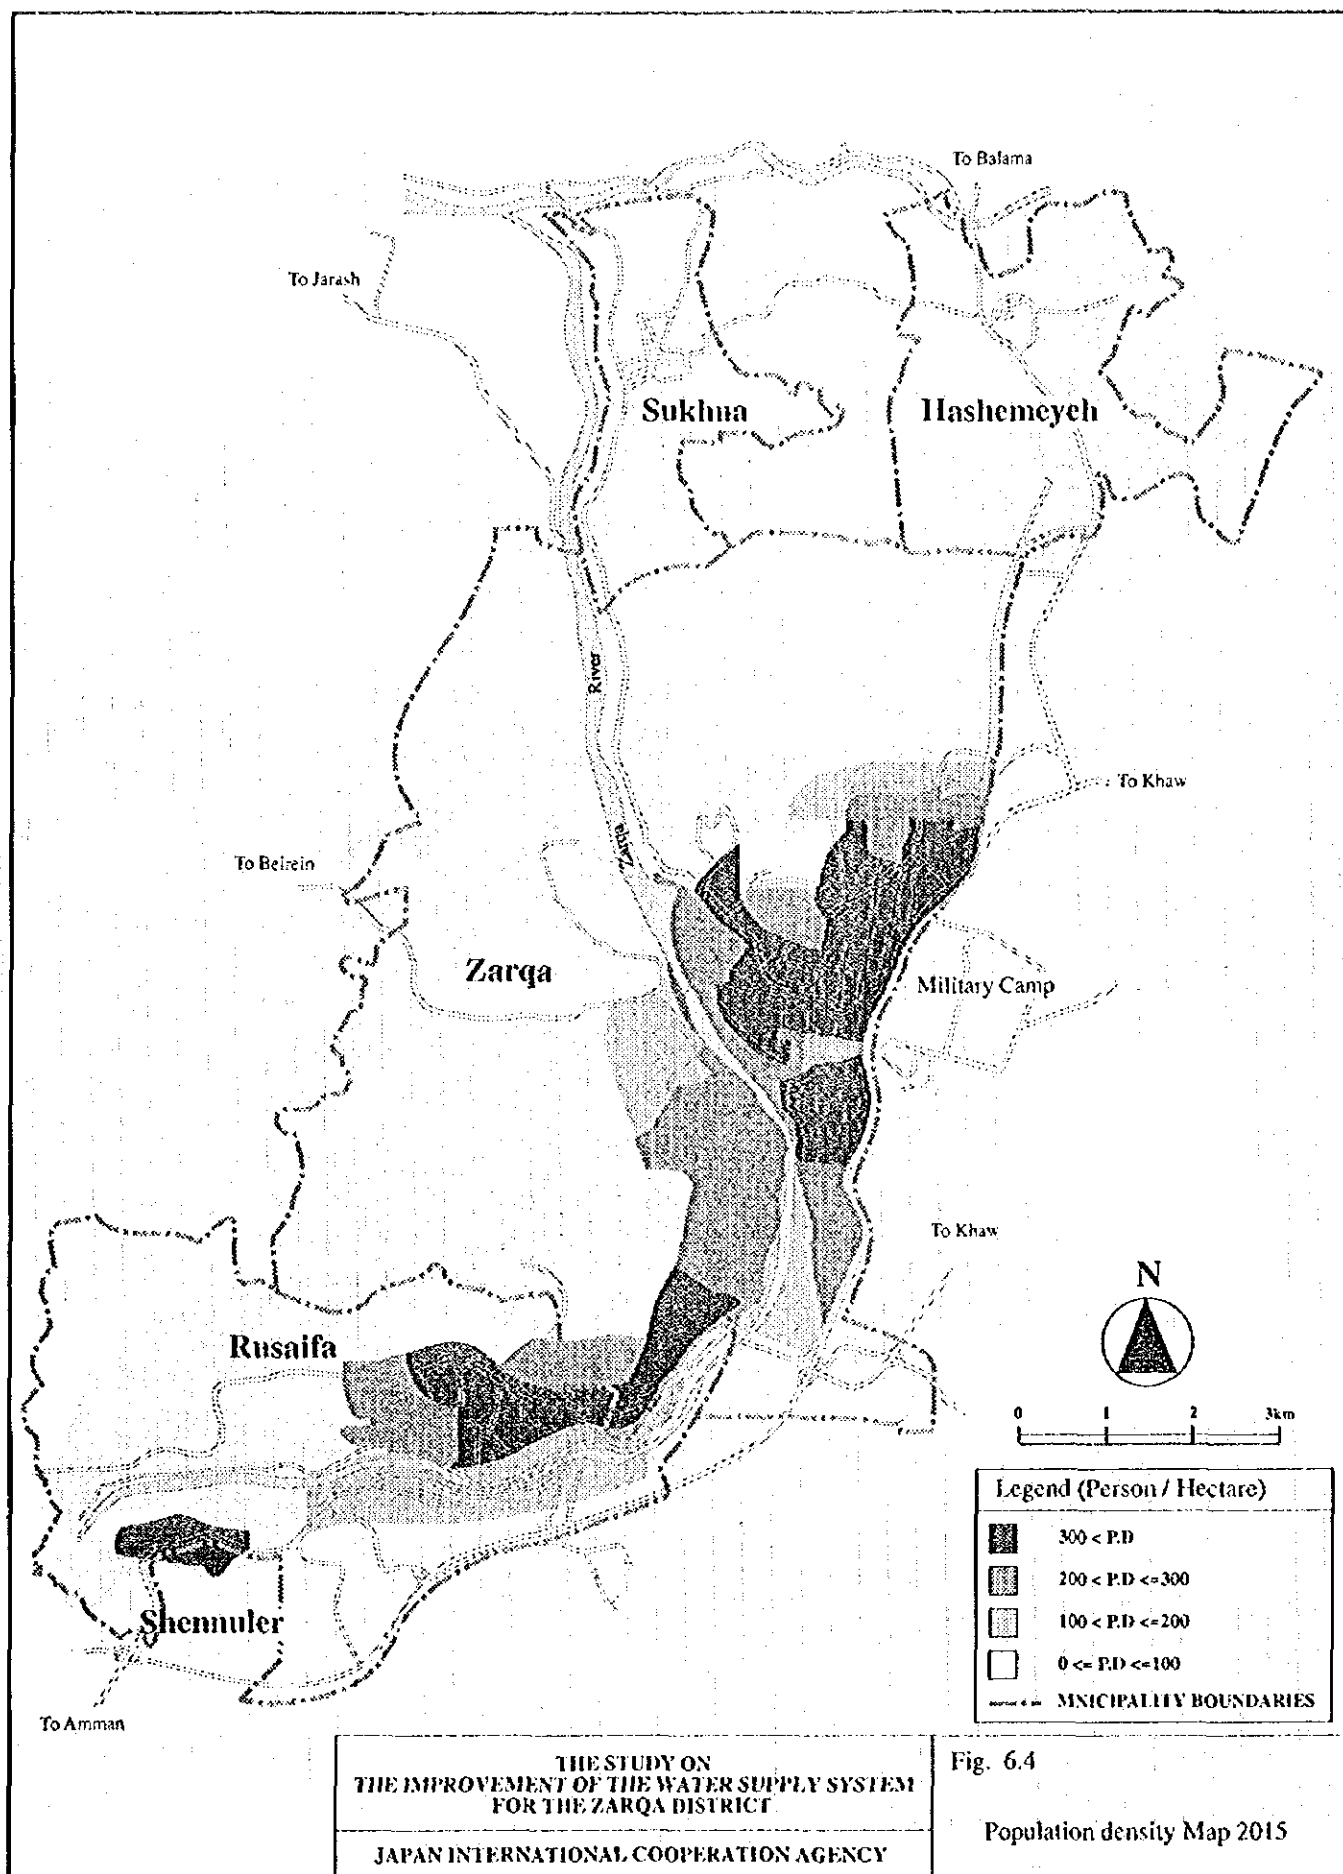 To Balama
To Jarash
Sukhna
Hashemeyeh
River
Zarqa
To Khaw
To Beirein
Zarqa
Military Camp
To Khaw
Rusaifa
N
0 1 2 3km
Legend (Person / Hectare)
300 < P.D
200 < P.D <=300
100 < P.D <=200
0 <= P.D <=100
MNICIPALITY BOUNDARIES
Shennuler
To Amman
THE STUDY ON
THE IMPROVEMENT OF THE WATER SUPPLY SYSTEM
FOR THE ZARQA DISTRICT
JAPAN INTERNATIONAL COOPERATION AGENCY
Fig. 6.4
Population density Map 2015